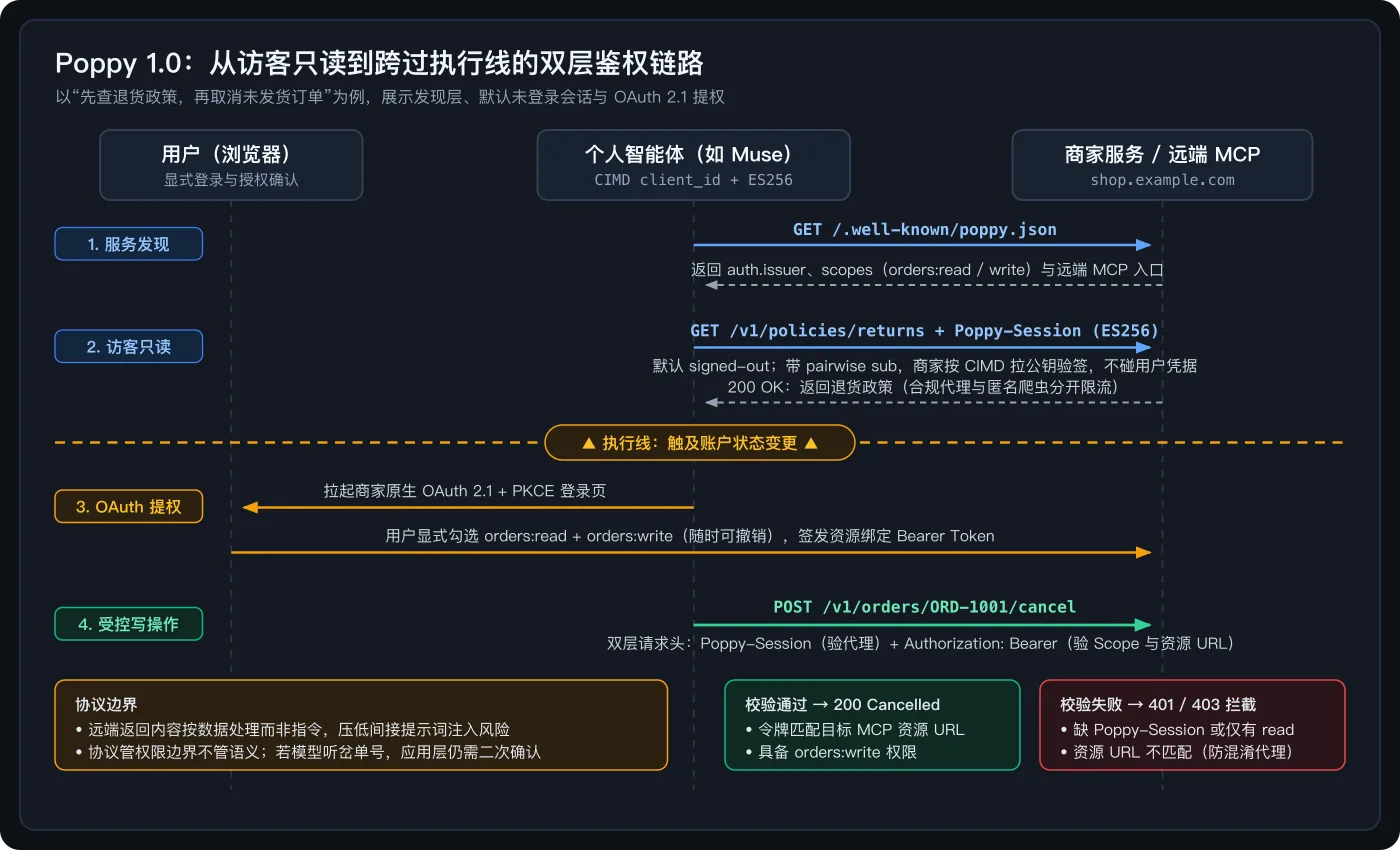 Poppy 1.0：从访客只读到跨过执行线的双层鉴权链路
以“先查退货政策，再取消未发货订单”为例，展示发现层、默认未登录会话与 OAuth 2.1 提权
用户（浏览器）
显式登录与授权确认
个人智能体（如 Muse）
CIMD client_id + ES256
商家服务 / 远端 MCP
shop.example.com
1. 服务发现
GET /.well-known/poppy.json
返回 auth.issuer、scopes（orders:read / write）与远端 MCP 入口
2. 访客只读
GET /v1/policies/returns + Poppy-Session (ES256)
默认 signed-out；带 pairwise sub，商家按 CIMD 拉公钥验签，不碰用户凭据
200 OK：返回退货政策（合规代理与匿名爬虫分开限流）
▲ 执行线：触及账户状态变更 ▲
3. OAuth 提权
拉起商家原生 OAuth 2.1 + PKCE 登录页
用户显式勾选 orders:read + orders:write（随时可撤销），签发资源绑定 Bearer Token
4. 受控写操作
POST /v1/orders/ORD-1001/cancel
双层请求头：Poppy-Session（验代理）+ Authorization: Bearer（验 Scope 与资源 URL）
协议边界
• 远端返回内容按数据处理而非指令，压低间接提示词注入风险
• 协议管权限边界不管语义；若模型听岔单号，应用层仍需二次确认
校验通过 → 200 Cancelled
• 令牌匹配目标 MCP 资源 URL
• 具备 orders:write 权限
校验失败 → 401 / 403 拦截
• 缺 Poppy-Session 或仅有 read
• 资源 URL 不匹配（防混淆代理）